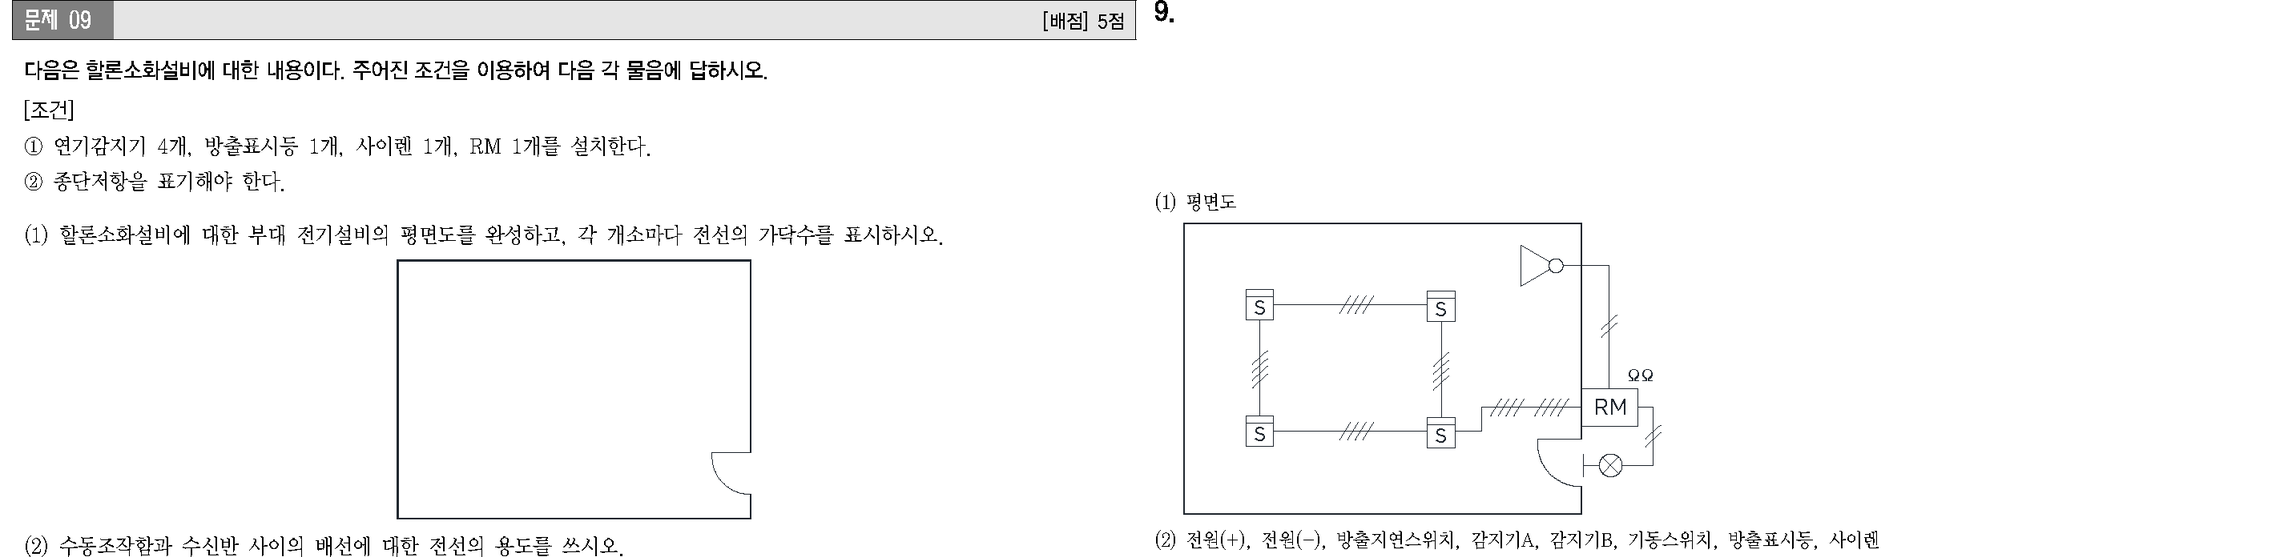 문제 09
[배점] 5점
다음은 할론소화설비에 대한 내용이다. 주어진 조건을 이용하여 다음 각 물음에 답하시오.
[조건]
① 연기감지기 4개, 방출표시등 1개, 사이렌 1개, RM 1개를 설치한다.
② 종단저항을 표기해야 한다.
(1) 할론소화설비에 대한 부대 전기설비의 평면도를 완성하고, 각 개소마다 전선의 가닥수를 표시하시오.
(2) 수동조작함과 수신반 사이의 배선에 대한 전선의 용도를 쓰시오.
9.
(1) 평면도
S
S
ΩΩ
RM
S
S
(2) 전원(+), 전원(-), 방출지연스위치, 감지기A, 감지기B, 기동스위치, 방출표시등, 사이렌